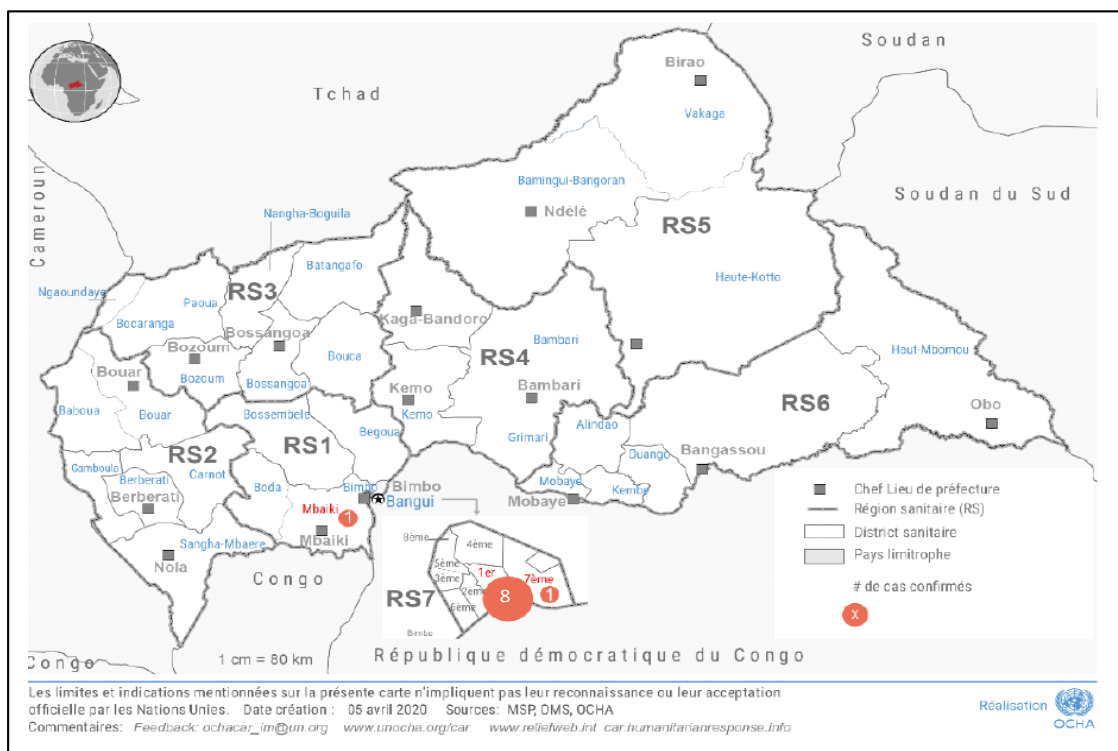 Soudan
Birao
Tchad
Vakaga
Bamingui-Bangoran
Soudan du Sud
Cameroun
Nangha-Boguila
Ndélé
RS5
Batangafo
Haute-Kotto
Ngaoundaye
RS3
Paoua
Bocaranga
Kaga-Bandoro
Bossangoa
Bambari
Haut-Mbomou
Bozoum
RS4
Bouca
Bouar
Bozoum
Bossangoa
Kemo
Bambari
RS6
Baboua
Bouar
Bossembele
Kemo
Obo
Begoua
Alindao
RS1
Grimari
RS2
Ouango
Bangassou
Gamboula
Carnot
Berberati
Boda
Bimbo
Bimbo
Mobaye
Kembe
Berberati
Mbaiki
1
Bangui
Mobaye
Mbaiki
Sangha-Mbaere
Nola
Congo
8ème
4ème
5ème
1er
7ème
3ème
2ème
8
1
RS7
6ème
Bimbo
Chef Lieu de préfecture
Région sanitaire (RS)
District sanitaire
Pays limitrophe
# de cas confirmés
X
Congo
1 cm = 80 km
République démocratique du Congo
Les limites et indications mentionnées sur la présente carte n'impliquent pas leur reconnaissance ou leur acceptation
officielle par les Nations Unies. Date création : 05 avril 2020 Sources: MSP, OMS, OCHA
Commentaires: Feedback: ochacar_im@un.org www.unocha.org/car www.reliefweb.int car.humanitarianresponse.info
Réalisation
OCHA